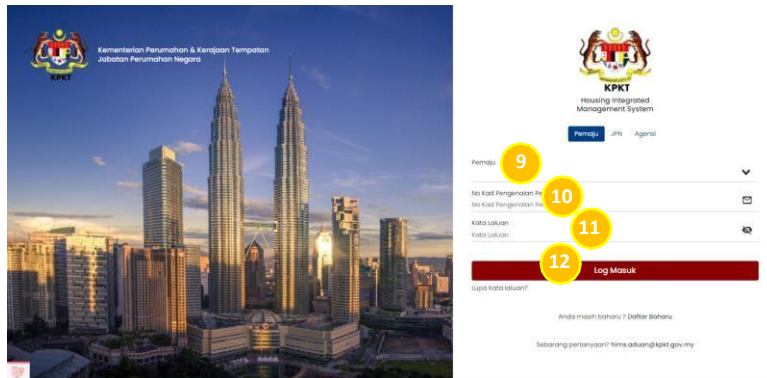 Kementerian Perumahan & Kerajaan Tempatan
Jabatan Perumahan Negara
KPKT
KPKT
Housing Integrated
Management System
Pemaju JPN Agensi
Pemaju 9
No Kad Pengenalan Pe 10
No Kad Pengenalan Pe
Kata Laluan 11
Kata Laluan
12 Log Masuk
Lupa Kata laluan?
Anda masih baharu ? Daftar Baharu
Sebarang pertanyaan? hims.aduan@kpkt.gov.my